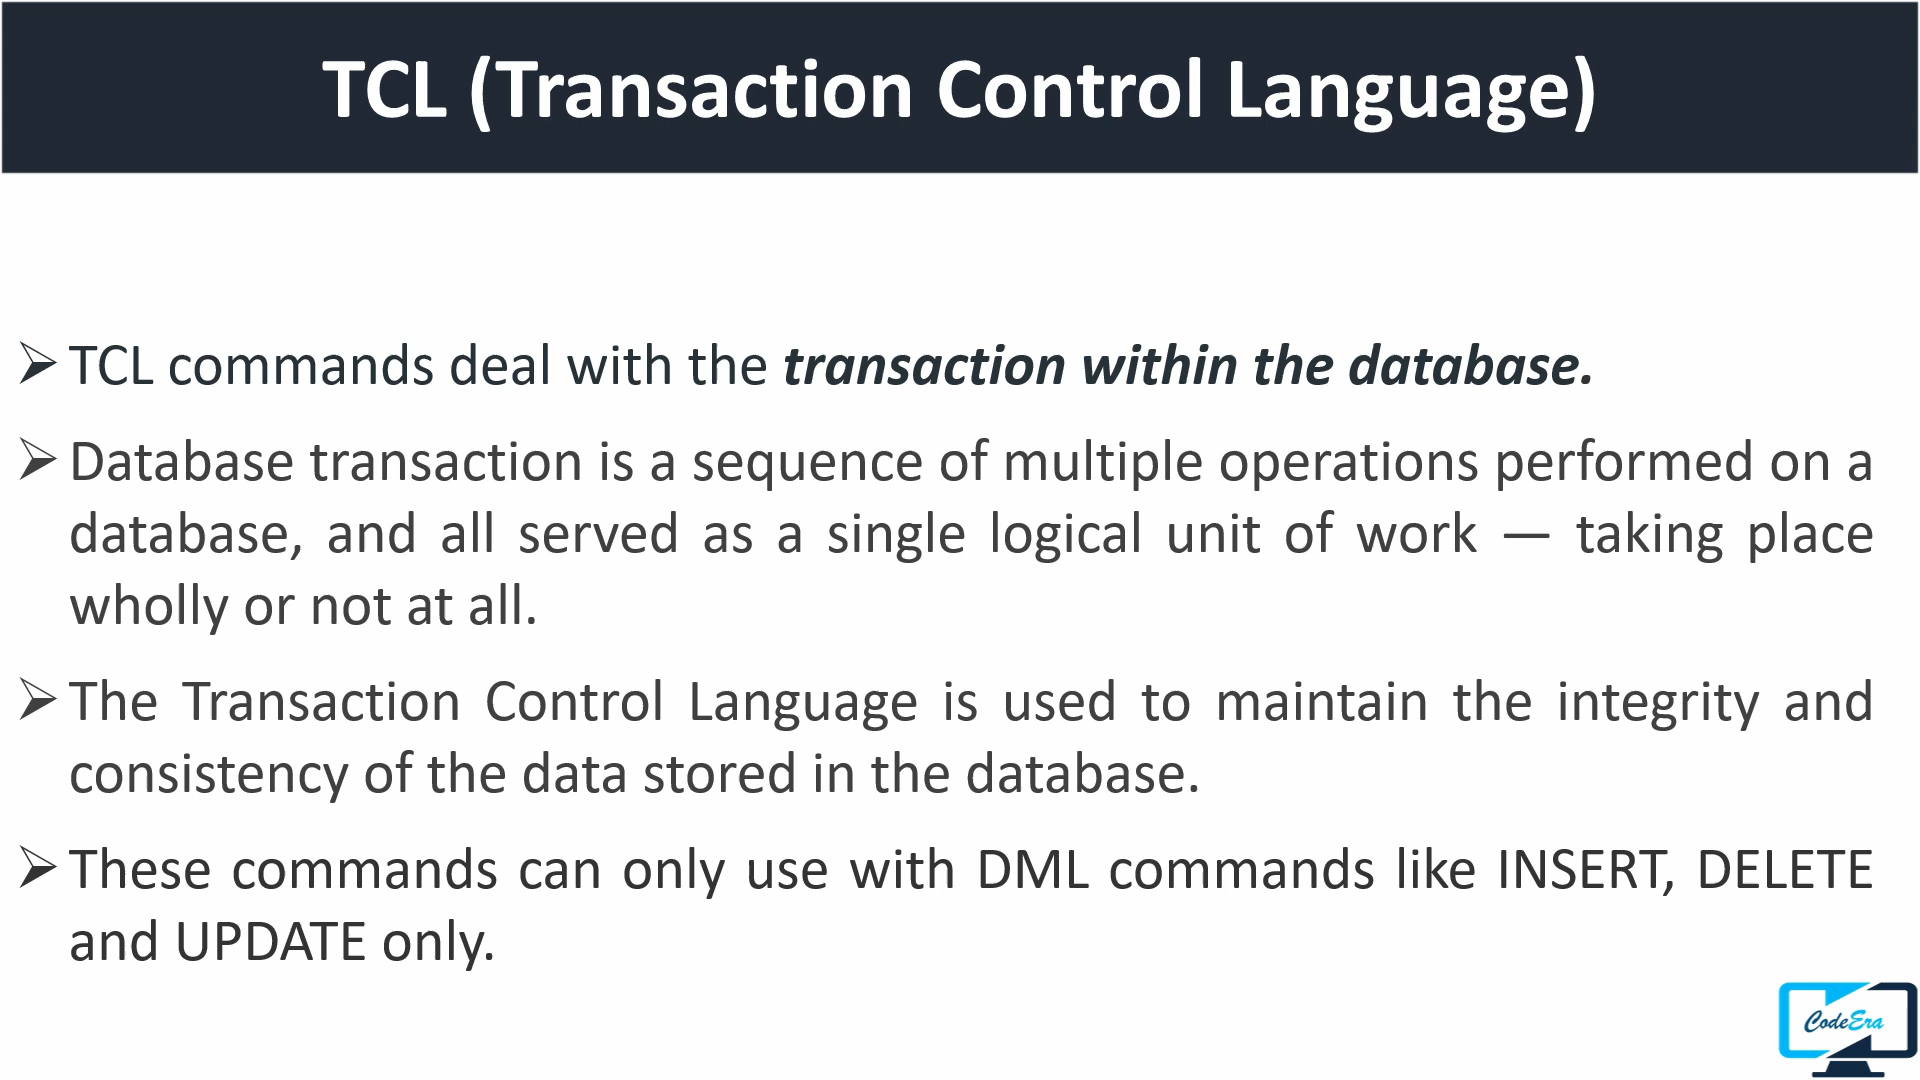 TCL (Transaction Control Language)
➢ TCL commands deal with the transaction within the database.
➢ Database transaction is a sequence of multiple operations performed on a
database, and all served as a single logical unit of work — taking place
wholly or not at all.
➢ The Transaction Control Language is used to maintain the integrity and
consistency of the data stored in the database.
➢ These commands can only use with DML commands like INSERT, DELETE
and UPDATE only.
CodeEra